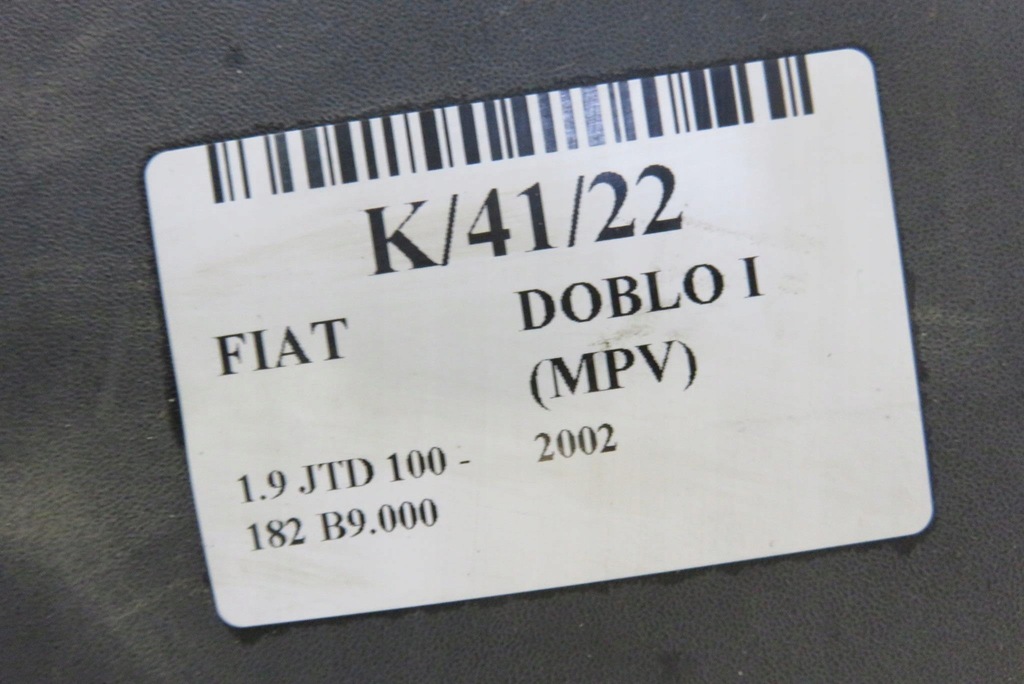 K/41/22
FIAT
DOBLO I
(MPV)
1.9 JTD 100 -
182 B9.000
2002